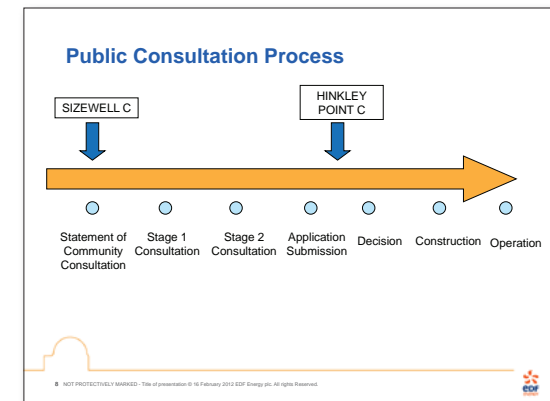 Public Consultation Process
SIZEWELL C
HINKLEY
POINT C
Statement of
Community
Consultation
Stage 1
Consultation
Stage 2
Consultation
Application
Submission
Decision
Construction
Operation
8 NOT PROTECTIVELY MARKED - Title of presentation © 16 February 2012 EDF Energy plc. All rights Reserved.
edf